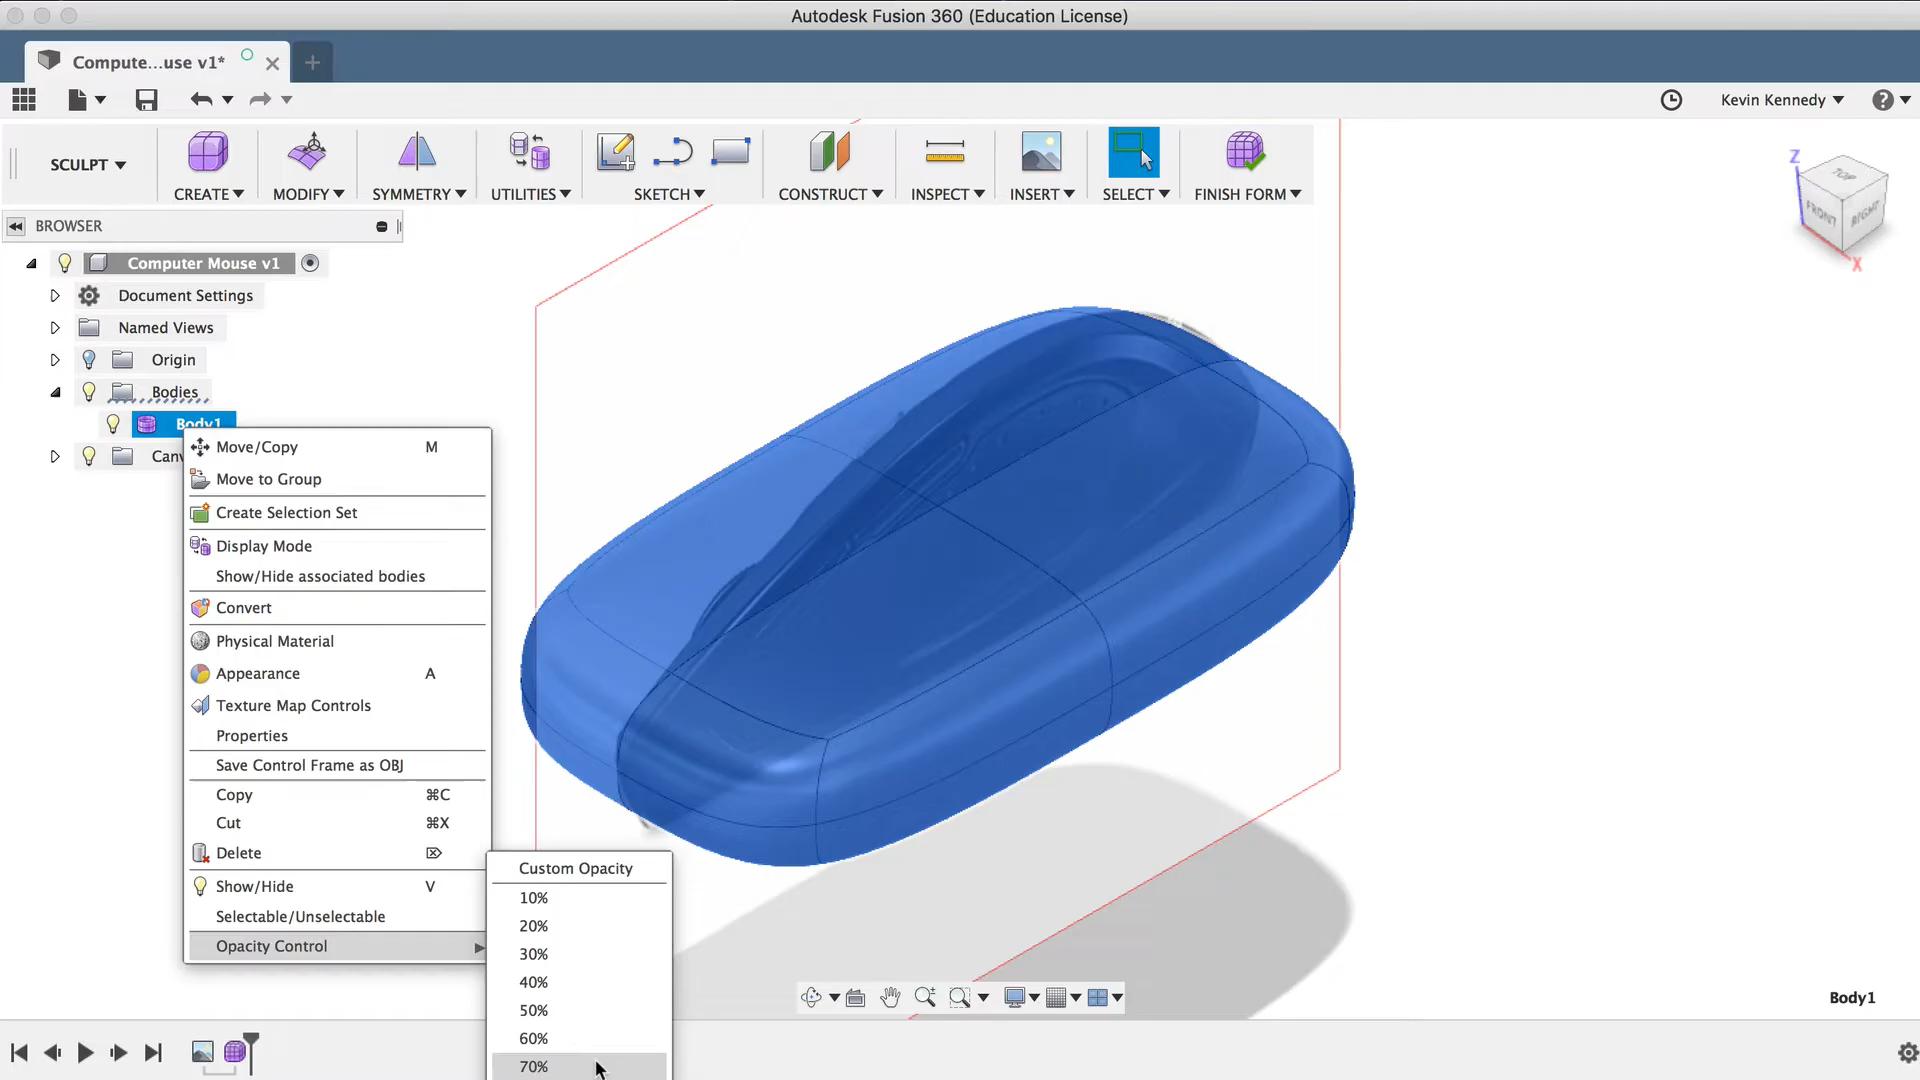 Autodesk Fusion 360 (Education License)
Compute...use v1*
Kevin Kennedy
SCULPT
CREATE
MODIFY
SYMMETRY
UTILITIES
SKETCH
CONSTRUCT
INSPECT
INSERT
SELECT
FINISH FORM
Z
TOP
FRONT
RIGHT
X
BROWSER
Computer Mouse v1
Document Settings
Named Views
Origin
Bodies
Body1
Canv
Move/Copy M
Move to Group
Create Selection Set
Display Mode
Show/Hide associated bodies
Convert
Physical Material
Appearance A
Texture Map Controls
Properties
Save Control Frame as OBJ
Copy ⌘C
Cut ⌘X
Delete ⌦
Show/Hide V
Selectable/Unselectable
Opacity Control
Custom Opacity
10%
20%
30%
40%
50%
60%
70%
Body1